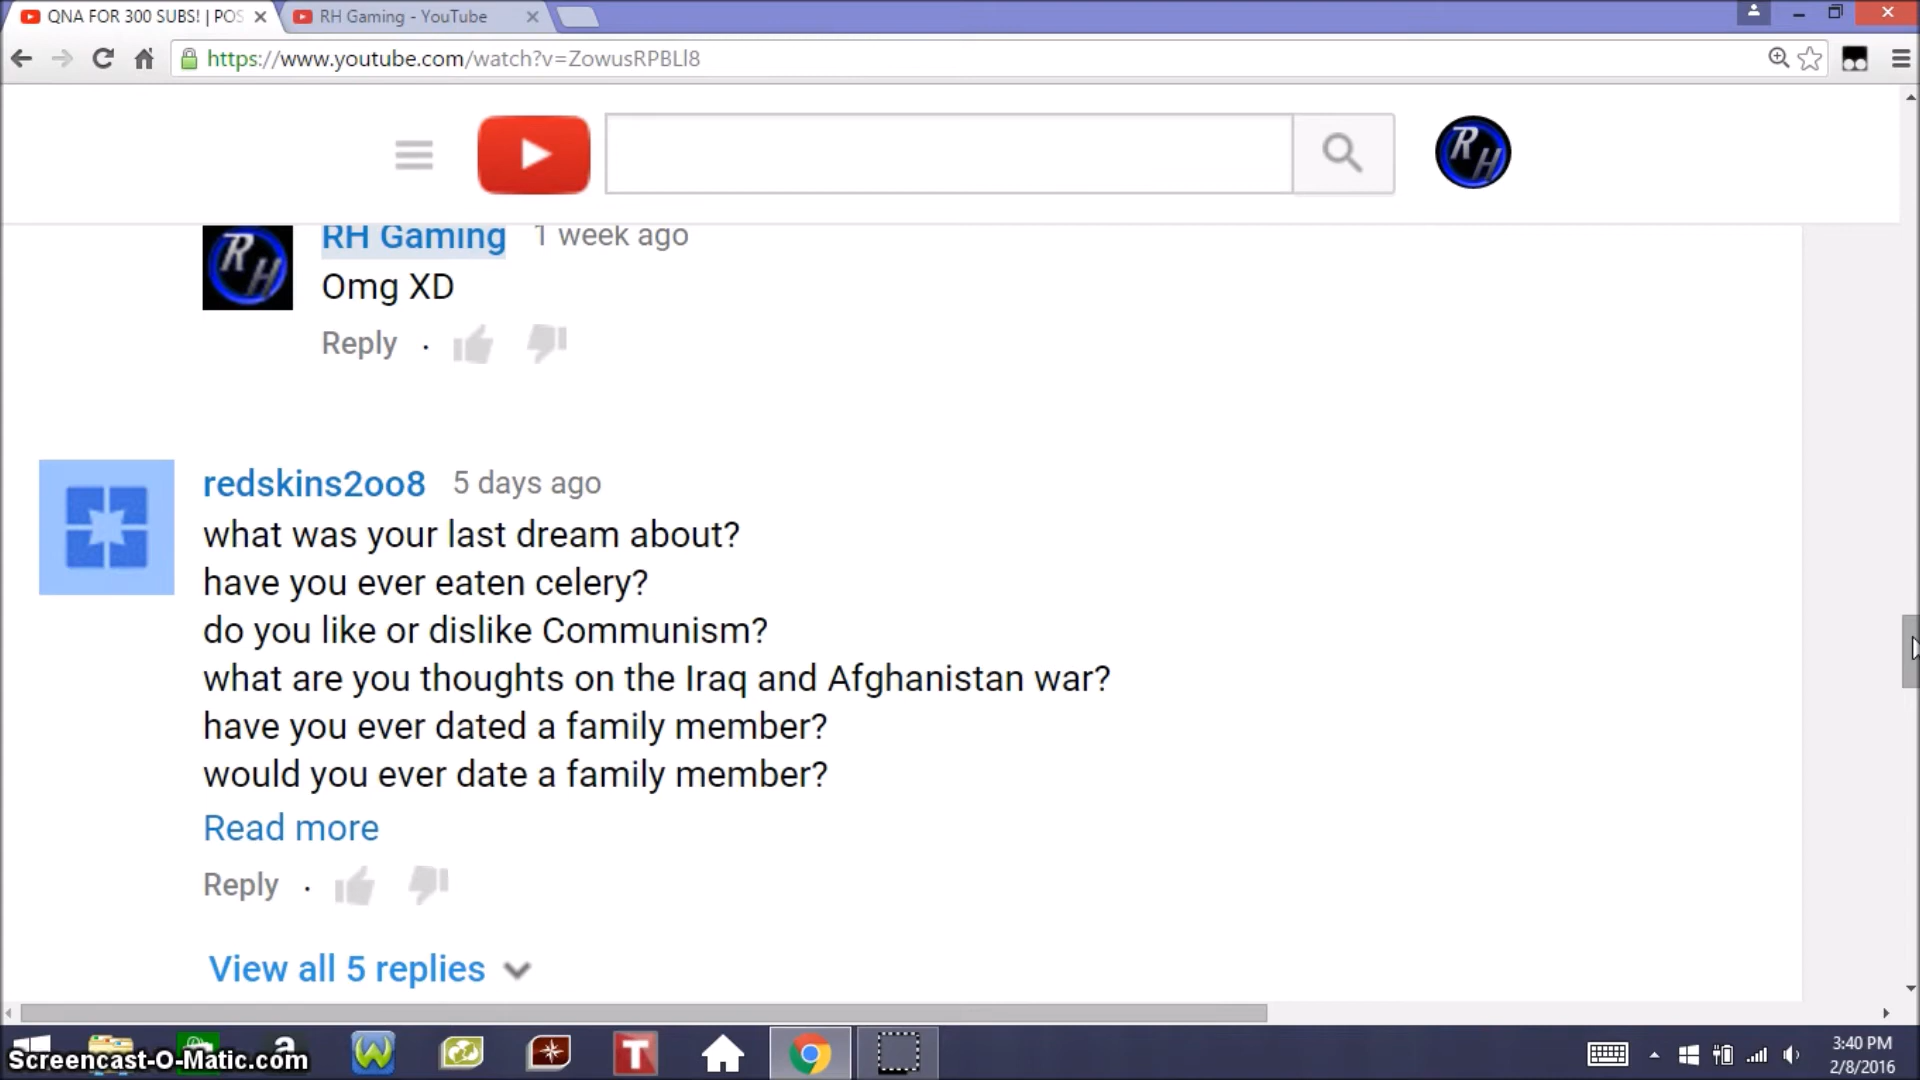 QNA FOR 300 SUBS! | POS
RH Gaming - YouTube
https://www.youtube.com/watch?v=ZowusRPBLl8
RH
RH
RH Gaming 1 week ago
Omg XD
Reply
redskins2oo8 5 days ago
what was your last dream about?
have you ever eaten celery?
do you like or dislike Communism?
what are you thoughts on the Iraq and Afghanistan war?
have you ever dated a family member?
would you ever date a family member?
Read more
Reply
View all 5 replies
Screencast-O-Matic.com
W
T
3:40 PM
2/8/2016